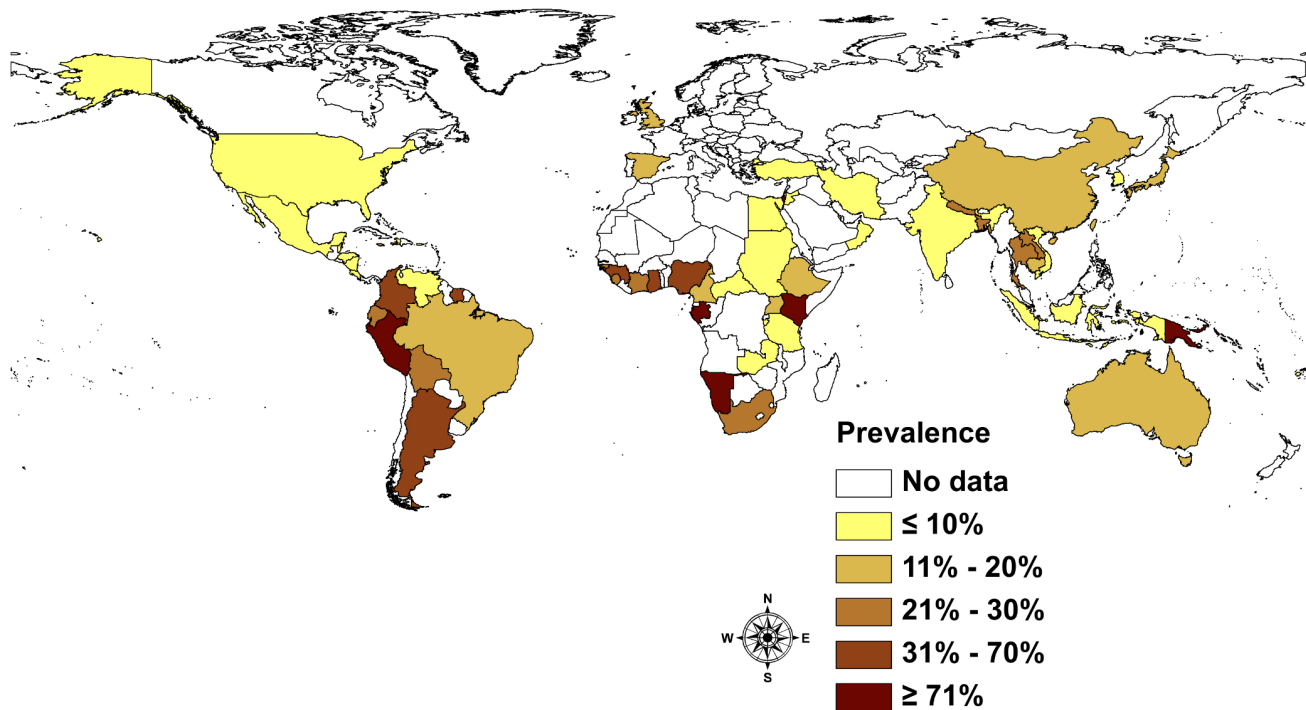 Prevalence
No data
≤ 10%
11% - 20%
21% - 30%
31% - 70%
≥ 71%
N
W E
S